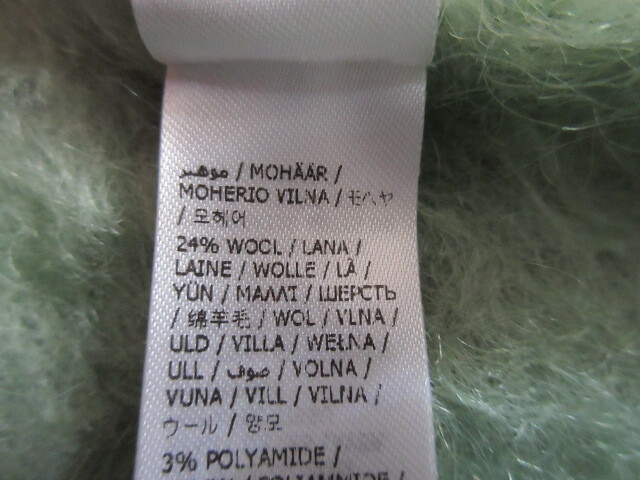 موهير / MOHÄÄR /
MOHERIO VILNA / モヘヤ
/ 모헤어
24% WOOL / LANA /
LAINE / WOLLE / LÃ /
YÜN / ΜΑΛΛΙ / ШЕРСТЬ
/ 绵羊毛 / WOL / VLNA /
ULD / VILLA / WEŁNA /
ULL / صوف / VOLNA /
VUNA / VILL / VILNA /
ウール / 양모
3% POLYAMIDE /